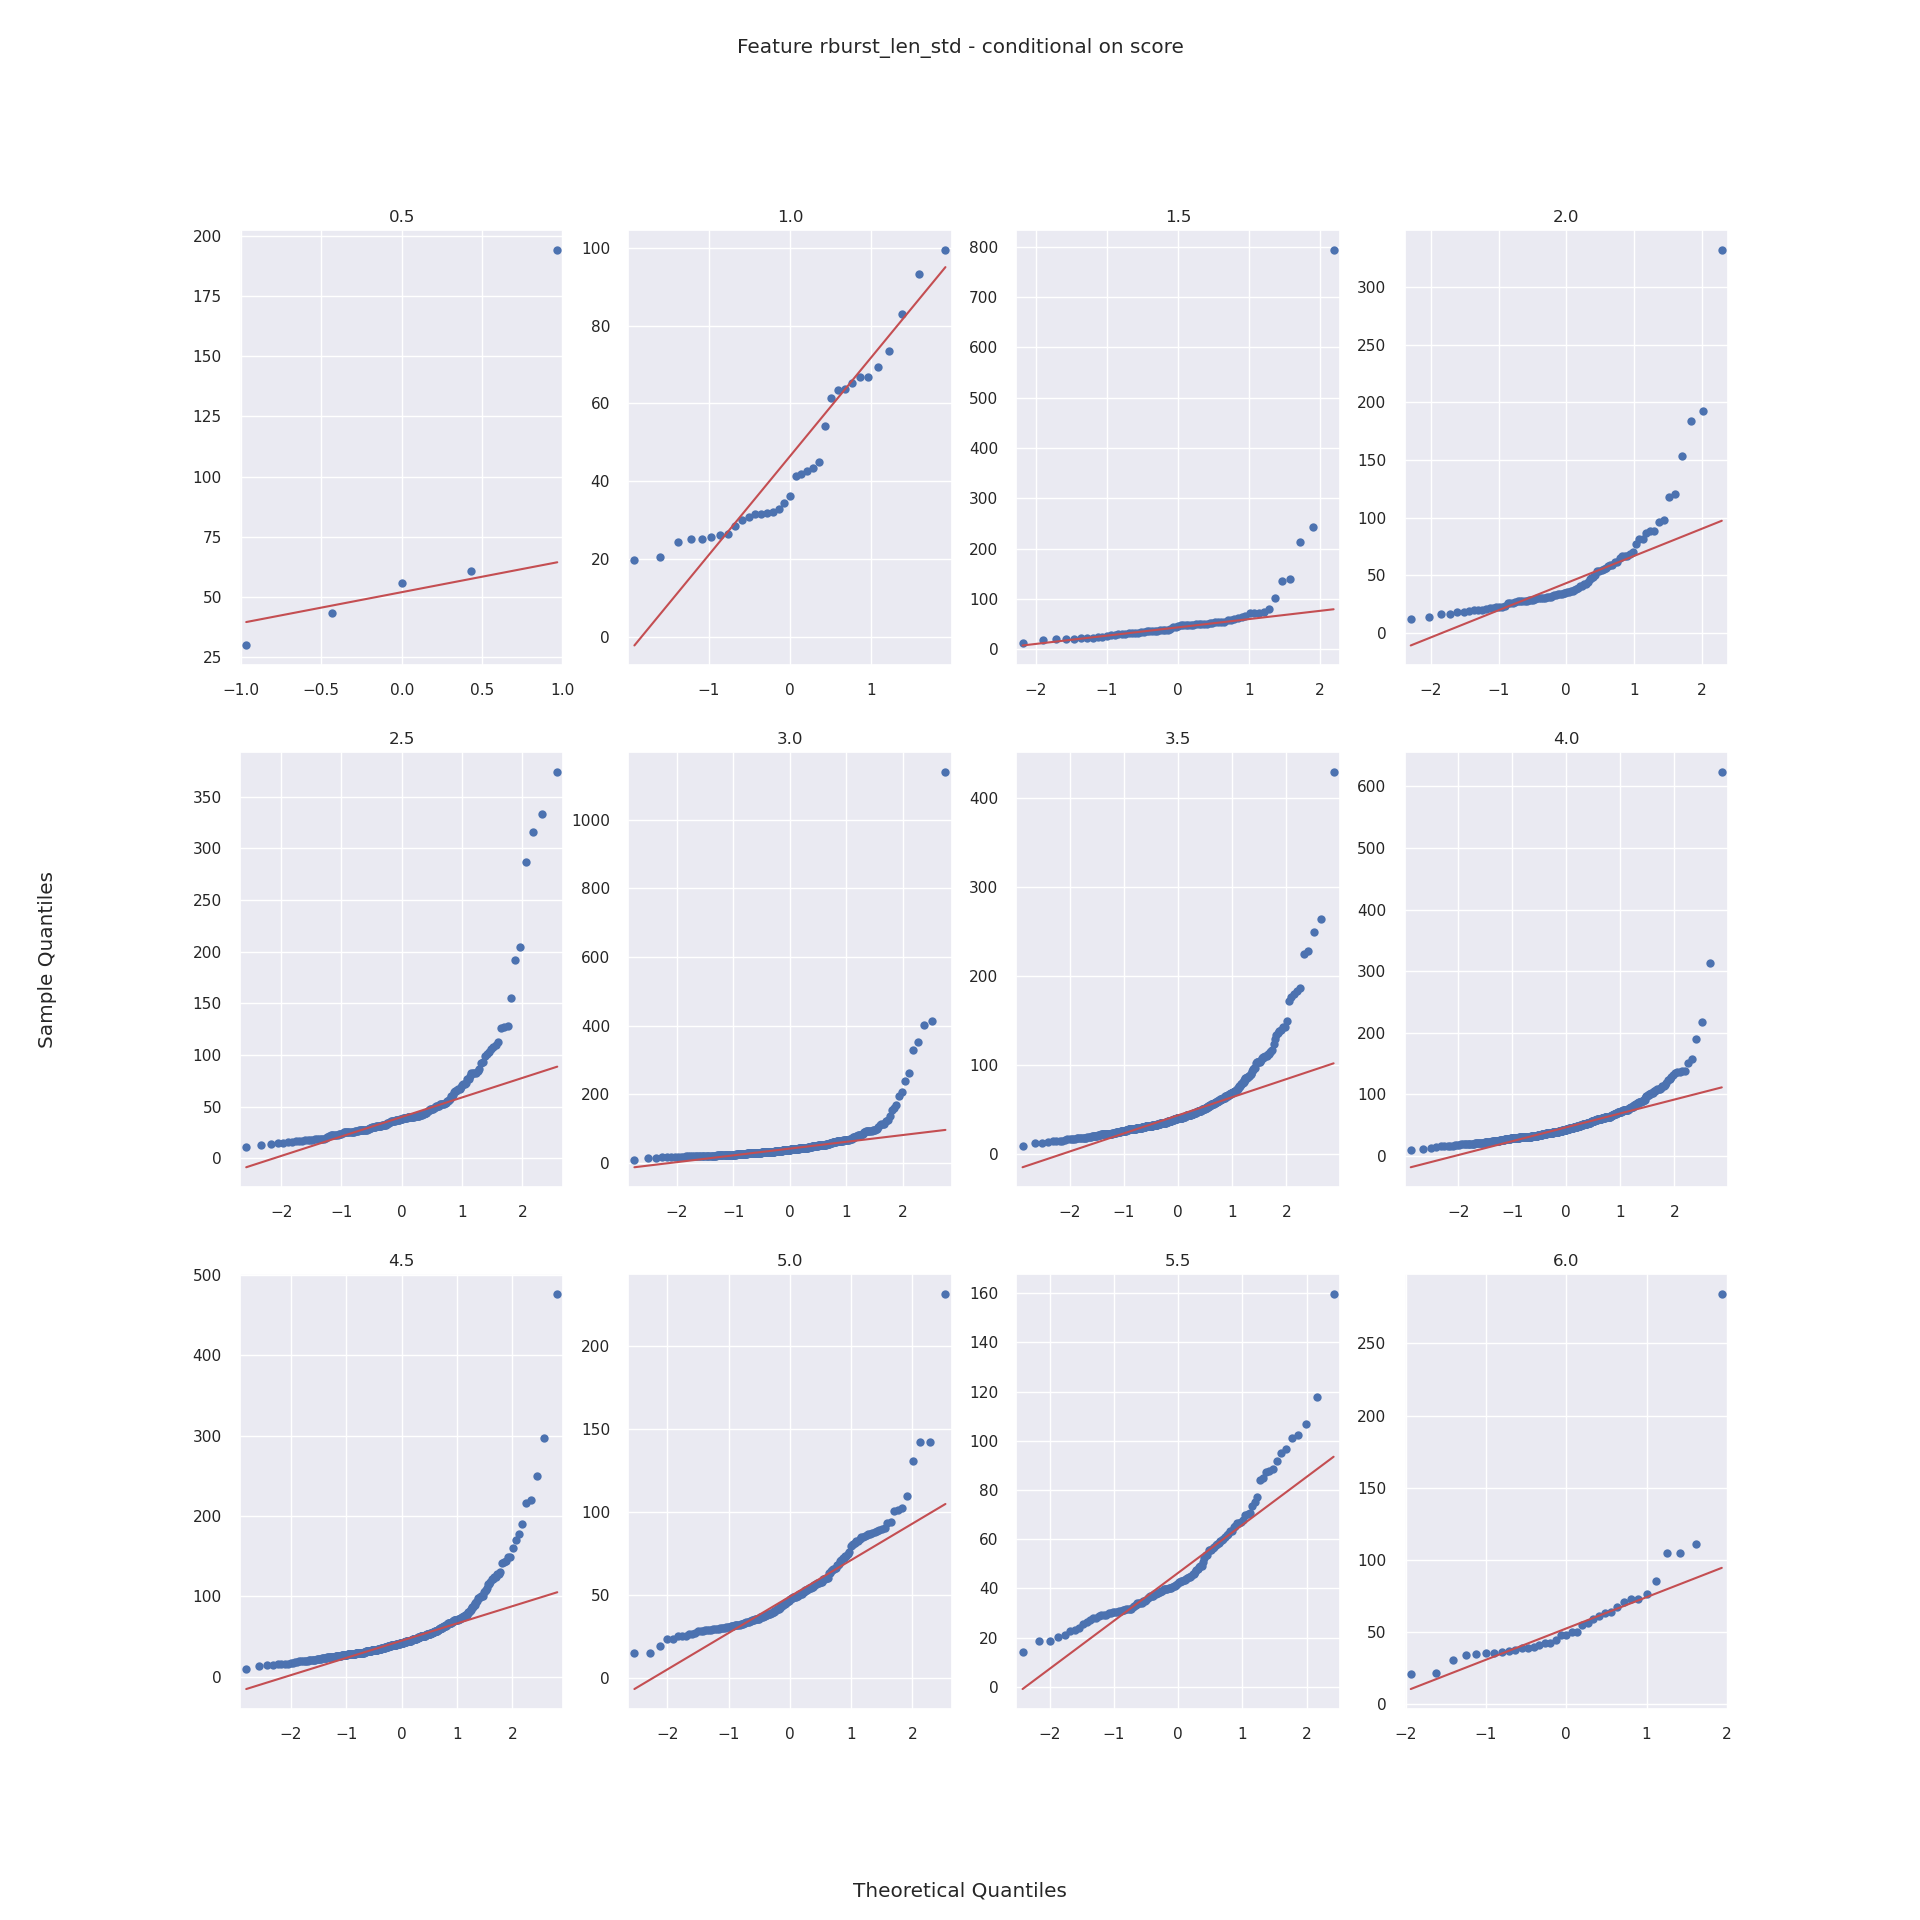 Feature rburst_len_std - conditional on score
0.5 1.0 1.5 2.0
200 175 150 125 100 75 50 25
−1.0 −0.5 0.0 0.5 1.0
100 80 60 40 20 0
−1 0 1
800 700 600 500 400 300 200 100 0
−2 −1 0 1 2
300 250 200 150 100 50 0
−2 −1 0 1 2
2.5 3.0 3.5 4.0
350 300 250 200 150 100 50 0
−2 −1 0 1 2
1000 800 600 400 200 0
−2 −1 0 1 2
400 300 200 100 0
−2 −1 0 1 2
600 500 400 300 200 100 0
−2 −1 0 1 2
Sample Quantiles
4.5 5.0 5.5 6.0
500 400 300 200 100 0
−2 −1 0 1 2
200 150 100 50 0
−2 −1 0 1 2
160 140 120 100 80 60 40 20 0
−2 −1 0 1 2
250 200 150 100 50 0
−2 −1 0 1 2
Theoretical Quantiles